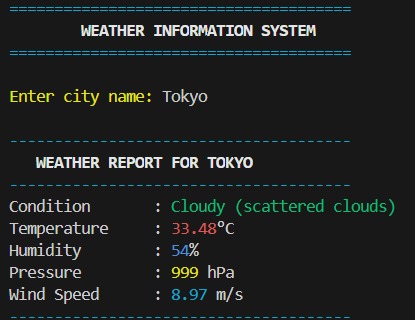 ======================================
WEATHER INFORMATION SYSTEM
======================================
Enter city name: Tokyo
--------------------------------------
WEATHER REPORT FOR TOKYO
--------------------------------------
Condition : Cloudy (scattered clouds)
Temperature : 33.48°C
Humidity : 54%
Pressure : 999 hPa
Wind Speed : 8.97 m/s
--------------------------------------